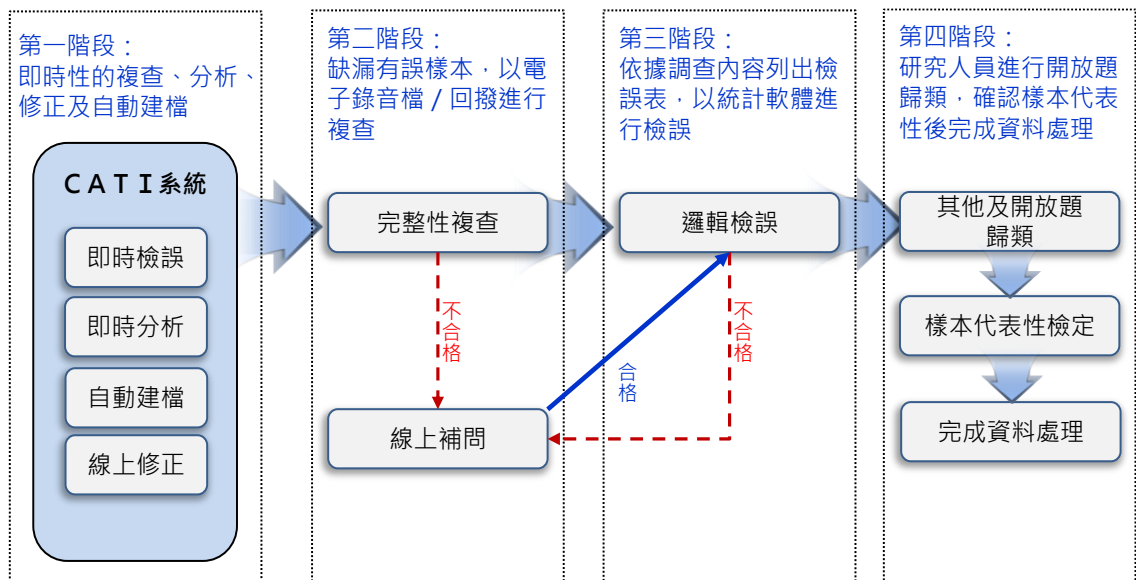 第一階段：
即時性的複查、分析、
修正及自動建檔
ＣＡＴＩ系統
即時檢誤
即時分析
自動建檔
線上修正
第二階段：
缺漏有誤樣本，以電
子錄音檔／回撥進行
複查
完整性複查
不合格
線上補問
合格
第三階段：
依據調查內容列出檢
誤表，以統計軟體進
行檢誤
邏輯檢誤
不合格
第四階段：
研究人員進行開放題
歸類，確認樣本代表
性後完成資料處理
其他及開放題
歸類
樣本代表性檢定
完成資料處理